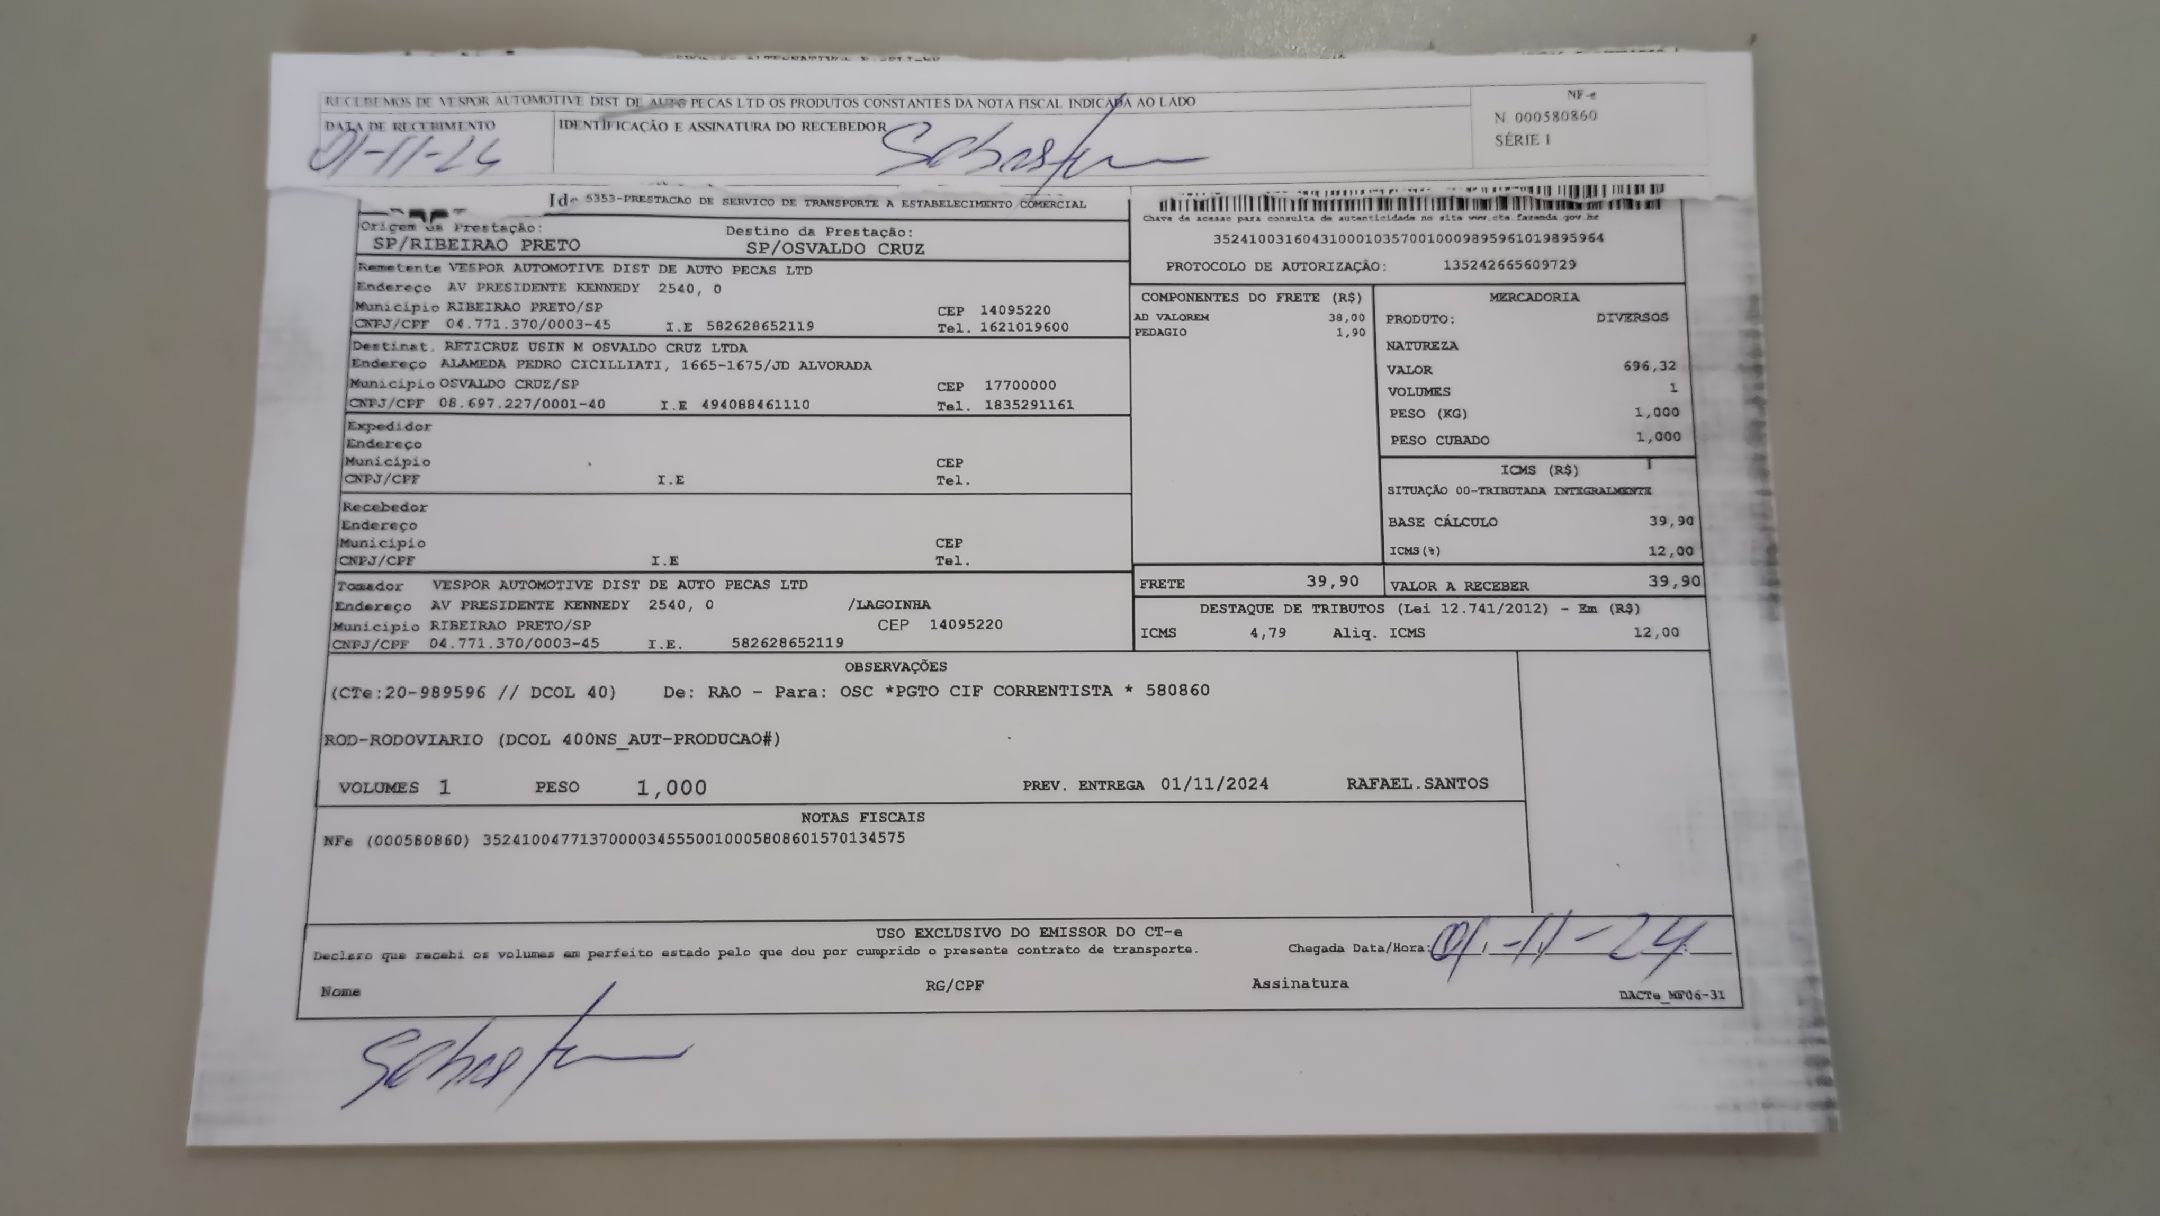 RECEBEMOS DE VESPOR AUTOMOTIVE DIST DE AUTO PECAS LTD OS PRODUTOS CONSTANTES DA NOTA FISCAL INDICADA AO LADO
NF-e
N. 000580860
SÉRIE 1
DATA DE RECEBIMENTO
IDENTIFICAÇÃO E ASSINATURA DO RECEBEDOR
01-11-24
5353-PRESTACAO DE SERVICO DE TRANSPORTE A ESTABELECIMENTO COMERCIAL
Chave de acesso para consulta de autenticidade no site www.cte.fazenda.gov.br
Origem da Prestação:
Destino da Prestação:
SP/RIBEIRAO PRETO
SP/OSVALDO CRUZ
35241003160431000103570010009895961019895964
PROTOCOLO DE AUTORIZAÇÃO: 135242665609729
Remetente VESPOR AUTOMOTIVE DIST DE AUTO PECAS LTD
Endereço AV PRESIDENTE KENNEDY 2540, 0
Município RIBEIRAO PRETO/SP CEP 14095220
CNPJ/CPF 04.771.370/0003-45 I.E 582628652119 Tel. 1621019600
Destinat. RETICRUZ USIN M OSVALDO CRUZ LTDA
Endereço ALAMEDA PEDRO CICILLIATI, 1665-1675/JD ALVORADA
Município OSVALDO CRUZ/SP CEP 17700000
CNPJ/CPF 08.697.227/0001-40 I.E 494088461110 Tel. 1835291161
Expedidor
Endereço
Município CEP
CNPJ/CPF I.E Tel.
Recebedor
Endereço
Município CEP
CNPJ/CPF I.E Tel.
Tomador VESPOR AUTOMOTIVE DIST DE AUTO PECAS LTD
Endereço AV PRESIDENTE KENNEDY 2540, 0 /LAGOINHA
Município RIBEIRAO PRETO/SP CEP 14095220
CNPJ/CPF 04.771.370/0003-45 I.E. 582628652119
COMPONENTES DO FRETE (R$)
AD VALOREM 38,00
PEDAGIO 1,90
MERCADORIA
PRODUTO: DIVERSOS
NATUREZA
VALOR 696,32
VOLUMES 1
PESO (KG) 1,000
PESO CUBADO 1,000
ICMS (R$)
SITUAÇÃO 00-TRIBUTADA INTEGRALMENTE
BASE CÁLCULO 39,90
ICMS(%) 12,00
FRETE 39,90
VALOR A RECEBER 39,90
DESTAQUE DE TRIBUTOS (Lei 12.741/2012) - Em (R$)
ICMS 4,79 Aliq. ICMS 12,00
OBSERVAÇÕES
(CTe:20-989596 // DCOL 40) De: RAO - Para: OSC *PGTO CIF CORRENTISTA * 580860
ROD-RODOVIARIO (DCOL 400NS_AUT-PRODUCAO#)
VOLUMES 1 PESO 1,000 PREV. ENTREGA 01/11/2024 RAFAEL.SANTOS
NOTAS FISCAIS
NFe (000580860) 35241004771370000345550010005808601570134575
USO EXCLUSIVO DO EMISSOR DO CT-e
Declaro que recebi os volumes em perfeito estado pelo que dou por cumprido o presente contrato de transporte.
Chegada Data/Hora: 01-11-24
Nome RG/CPF Assinatura
DACTe_MF06-31